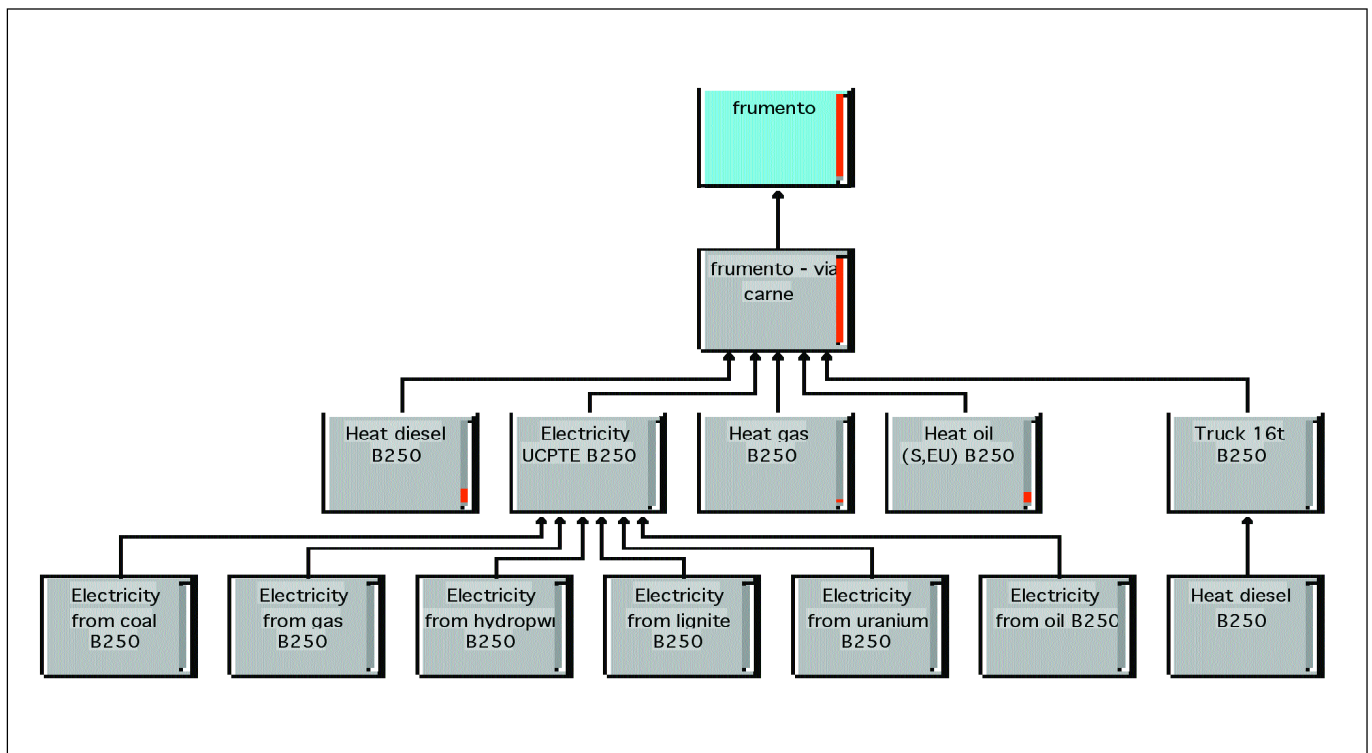 frumento
frumento - via
carne
Heat diesel
B250
Electricity
UCPTE B250
Heat gas
B250
Heat oil
(S,EU) B250
Truck 16t
B250
Electricity
from coal
B250
Electricity
from gas
B250
Electricity
from hydropwr
B250
Electricity
from lignite
B250
Electricity
from uranium
B250
Electricity
from oil B250
Heat diesel
B250